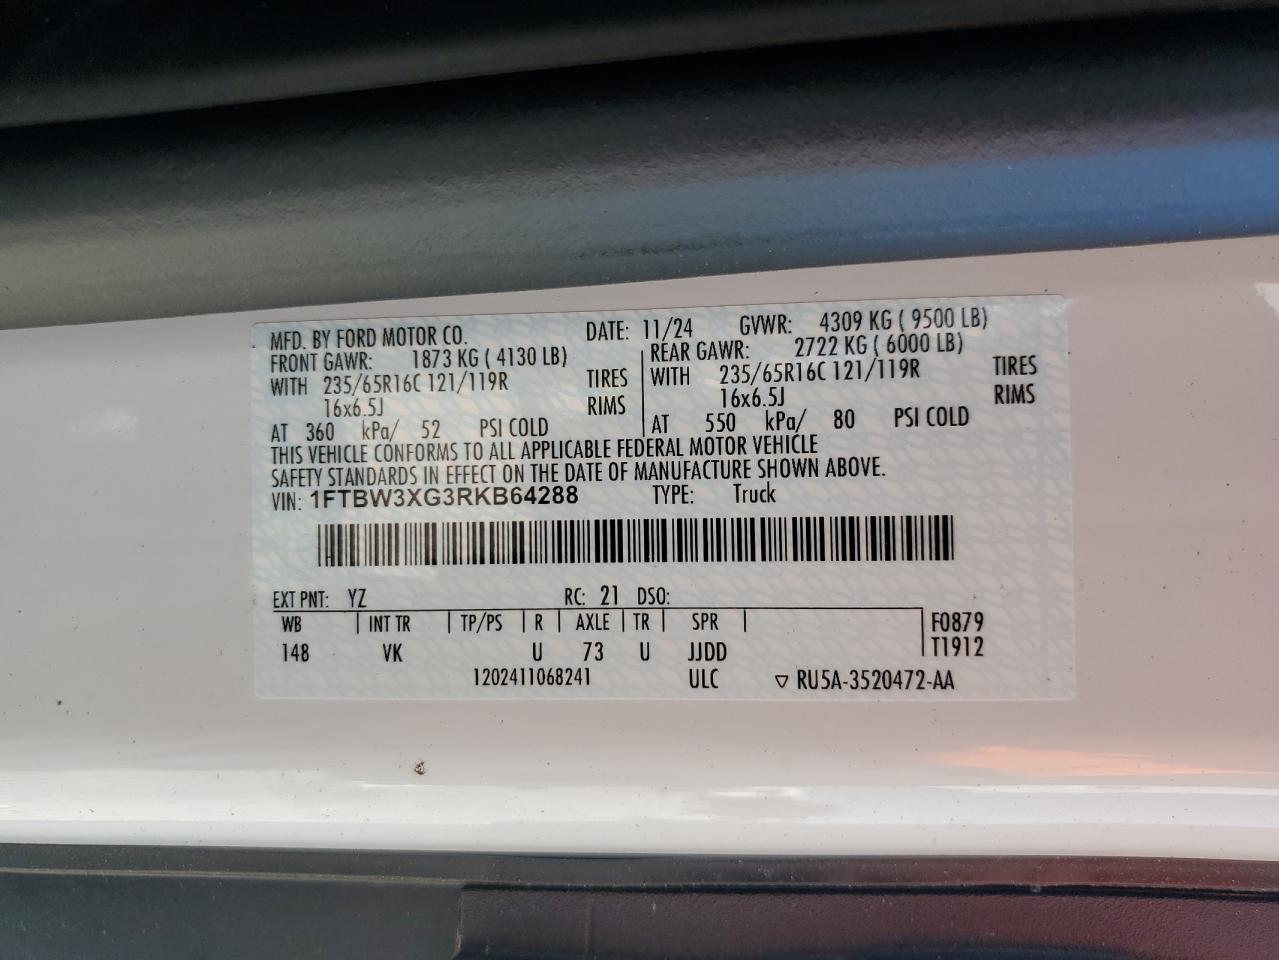 MFD. BY FORD MOTOR CO. DATE: 11/24 GVWR: 4309 KG ( 9500 LB)
FRONT GAWR: 1873 KG ( 4130 LB) REAR GAWR: 2722 KG ( 6000 LB)
WITH 235/65R16C 121/119R TIRES WITH 235/65R16C 121/119R TIRES
16x6.5J RIMS 16x6.5J RIMS
AT 360 kPa/ 52 PSI COLD AT 550 kPa/ 80 PSI COLD
THIS VEHICLE CONFORMS TO ALL APPLICABLE FEDERAL MOTOR VEHICLE
SAFETY STANDARDS IN EFFECT ON THE DATE OF MANUFACTURE SHOWN ABOVE.
VIN: 1FTBW3XG3RKB64288 TYPE: Truck
EXT PNT: YZ RC: 21 DSO:
WB INT TR TP/PS R AXLE TR SPR F0879
148 VK U 73 U JJDD T1912
1202411068241 ULC ▽ RU5A-3520472-AA